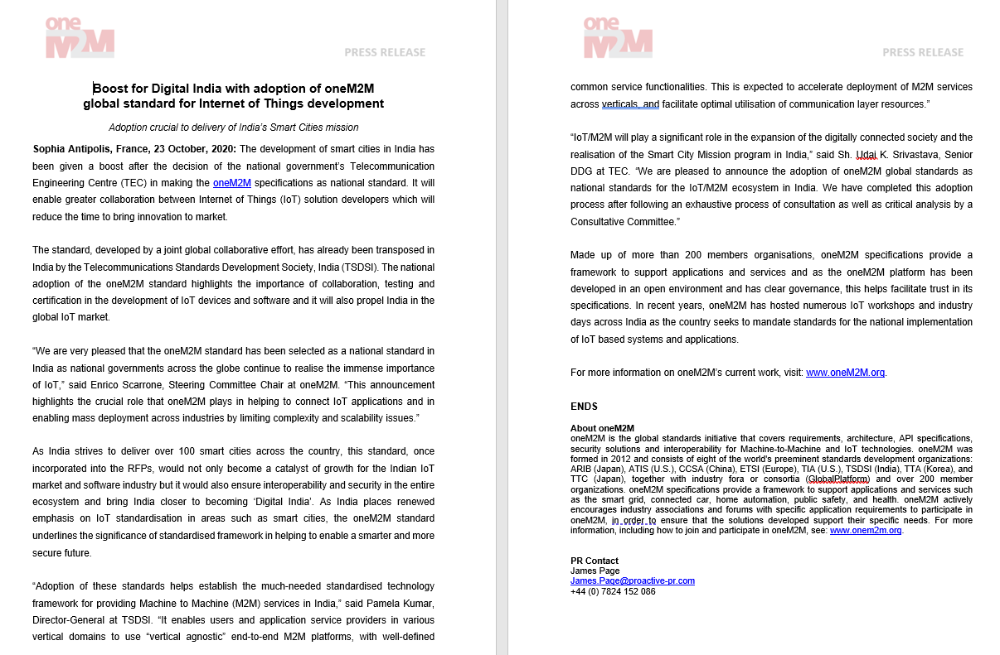 one
M2M
PRESS RELEASE
Boost for Digital India with adoption of oneM2M
global standard for Internet of Things development
Adoption crucial to delivery of India’s Smart Cities mission
Sophia Antipolis, France, 23 October, 2020: The development of smart cities in India has
been given a boost after the decision of the national government’s Telecommunication
Engineering Centre (TEC) in making the oneM2M specifications as national standard. It will
enable greater collaboration between Internet of Things (IoT) solution developers which will
reduce the time to bring innovation to market.
The standard, developed by a joint global collaborative effort, has already been transposed in
India by the Telecommunications Standards Development Society, India (TSDSI). The national
adoption of the oneM2M standard highlights the importance of collaboration, testing and
certification in the development of IoT devices and software and it will also propel India in the
global IoT market.
“We are very pleased that the oneM2M standard has been selected as a national standard in
India as national governments across the globe continue to realise the immense importance
of IoT,” said Enrico Scarrone, Steering Committee Chair at oneM2M. “This announcement
highlights the crucial role that oneM2M plays in helping to connect IoT applications and in
enabling mass deployment across industries by limiting complexity and scalability issues.”
As India strives to deliver over 100 smart cities across the country, this standard, once
incorporated into the RFPs, would not only become a catalyst of growth for the Indian IoT
market and software industry but it would also ensure interoperability and security in the entire
ecosystem and bring India closer to becoming ‘Digital India’. As India places renewed
emphasis on IoT standardisation in areas such as smart cities, the oneM2M standard
underlines the significance of standardised framework in helping to enable a smarter and more
secure future.
“Adoption of these standards helps establish the much-needed standardised technology
framework for providing Machine to Machine (M2M) services in India,” said Pamela Kumar,
Director-General at TSDSI. “It enables users and application service providers in various
vertical domains to use “vertical agnostic” end-to-end M2M platforms, with well-defined
one
M2M
PRESS RELEASE
common service functionalities. This is expected to accelerate deployment of M2M services
across verticals, and facilitate optimal utilisation of communication layer resources.”
“IoT/M2M will play a significant role in the expansion of the digitally connected society and the
realisation of the Smart City Mission program in India,” said Sh. Udai K. Srivastava, Senior
DDG at TEC. “We are pleased to announce the adoption of oneM2M global standards as
national standards for the IoT/M2M ecosystem in India. We have completed this adoption
process after following an exhaustive process of consultation as well as critical analysis by a
Consultative Committee.”
Made up of more than 200 members organisations, oneM2M specifications provide a
framework to support applications and services and as the oneM2M platform has been
developed in an open environment and has clear governance, this helps facilitate trust in its
specifications. In recent years, oneM2M has hosted numerous IoT workshops and industry
days across India as the country seeks to mandate standards for the national implementation
of IoT based systems and applications.
For more information on oneM2M’s current work, visit: www.oneM2M.org.
ENDS
About oneM2M
oneM2M is the global standards initiative that covers requirements, architecture, API specifications,
security solutions and interoperability for Machine-to-Machine and IoT technologies. oneM2M was
formed in 2012 and consists of eight of the world's preeminent standards development organizations:
ARIB (Japan), ATIS (U.S.), CCSA (China), ETSI (Europe), TIA (U.S.), TSDSI (India), TTA (Korea), and
TTC (Japan), together with industry fora or consortia (GlobalPlatform) and over 200 member
organizations. oneM2M specifications provide a framework to support applications and services such
as the smart grid, connected car, home automation, public safety, and health. oneM2M actively
encourages industry associations and forums with specific application requirements to participate in
oneM2M, in order to ensure that the solutions developed support their specific needs. For more
information, including how to join and participate in oneM2M, see: www.onem2m.org.
PR Contact
James Page
James.Page@proactive-pr.com
+44 (0) 7824 152 086